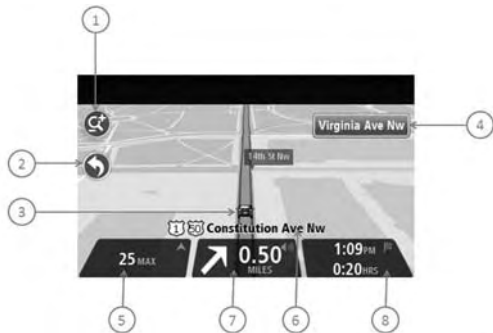 1
2
3
4
Virginia Ave Nw
14th St Nw
1 50 Constitution Ave Nw
25 MAX
0.50
MILES
1:09PM
0:20HRS
5
7
6
8